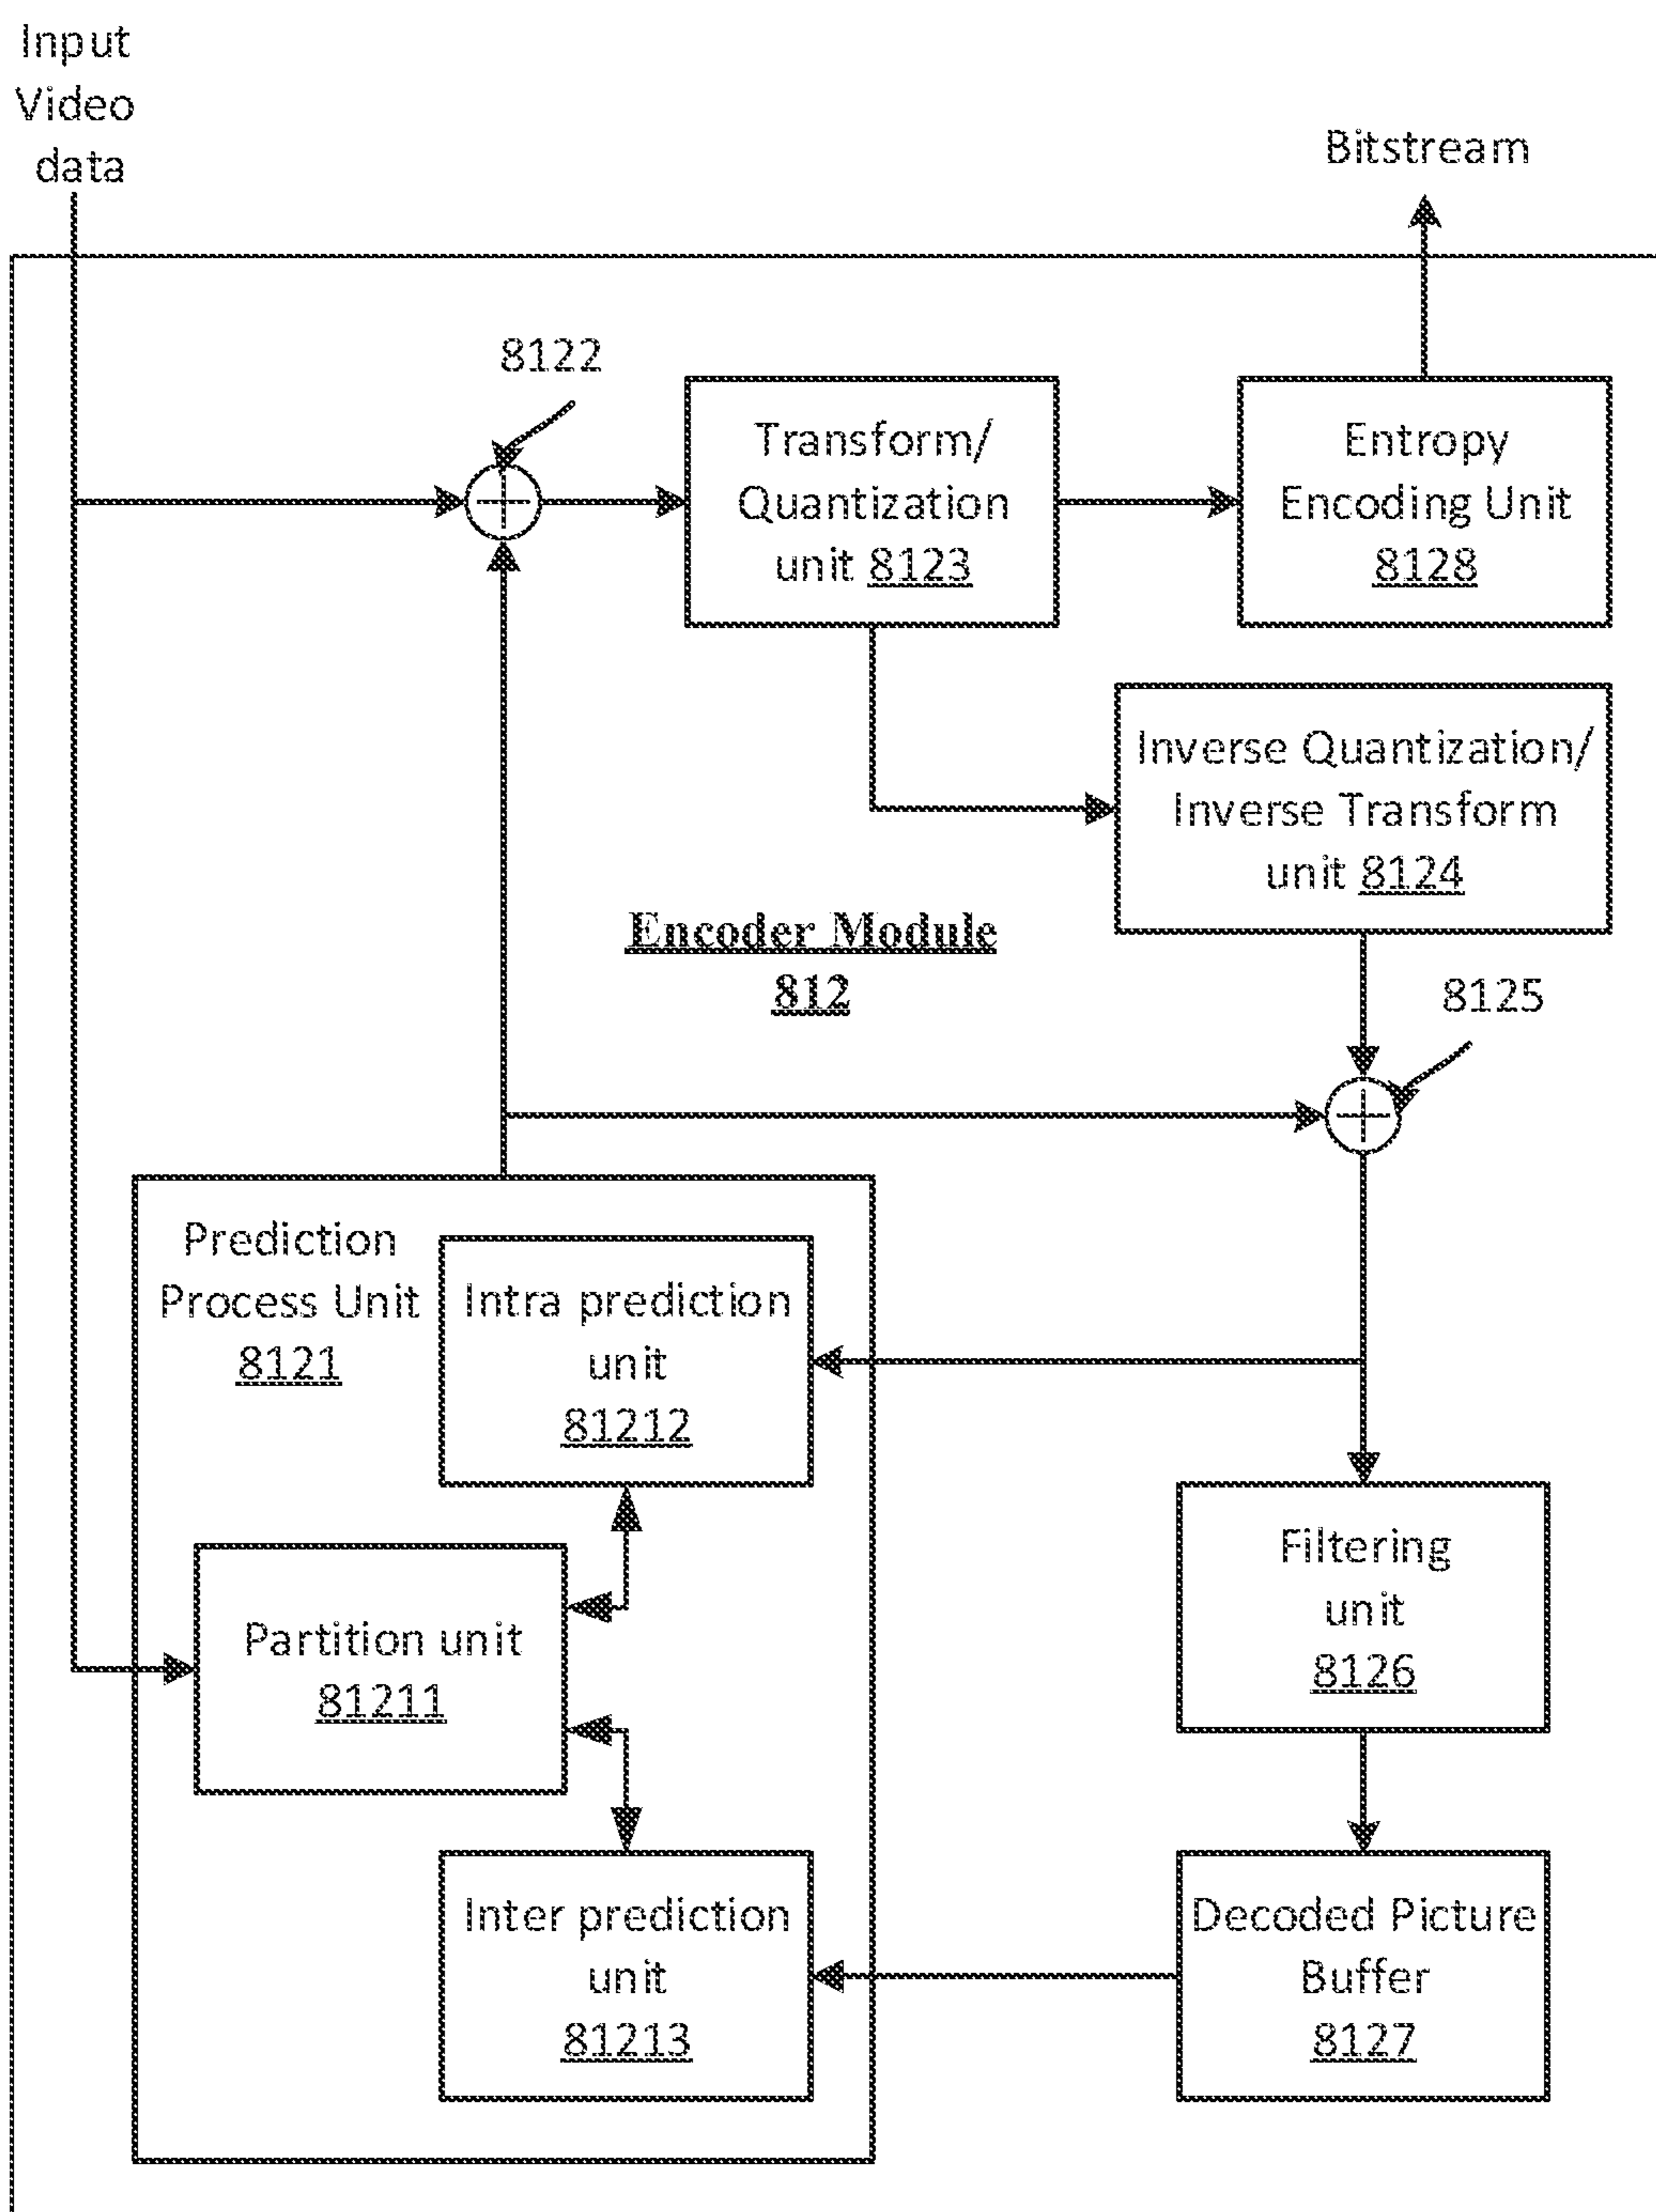 Input
Video
data
Bitstream
8122
Transform/
Quantization
unit 8123
Entropy
Encoding Unit
8128
Inverse Quantization/
Inverse Transform
unit 8124
Encoder Module
812
8125
Prediction
Process Unit
8121
Intra prediction
unit
81212
Partition unit
81211
Filtering
unit
8126
Inter prediction
unit
81213
Decoded Picture
Buffer
8127